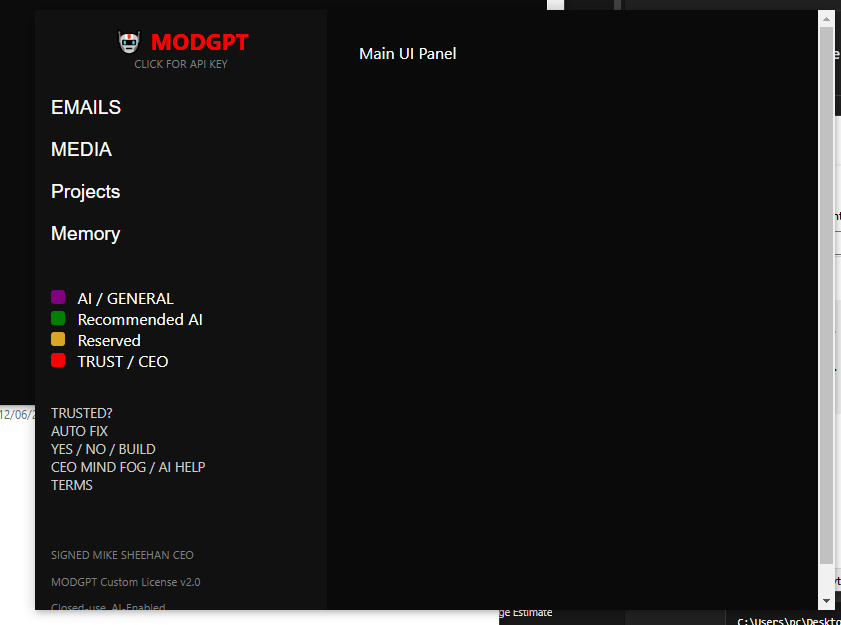 MODGPT
CLICK FOR API KEY
Main UI Panel
EMAILS
MEDIA
Projects
Memory
AI / GENERAL
Recommended AI
Reserved
TRUST / CEO
12/06/2
TRUSTED?
AUTO FIX
YES / NO / BUILD
CEO MIND FOG / AI HELP
TERMS
SIGNED MIKE SHEEHAN CEO
MODGPT Custom License v2.0
Closed-use, AI-Enabled
ge Estimate
C:\Users\pc\Deskto